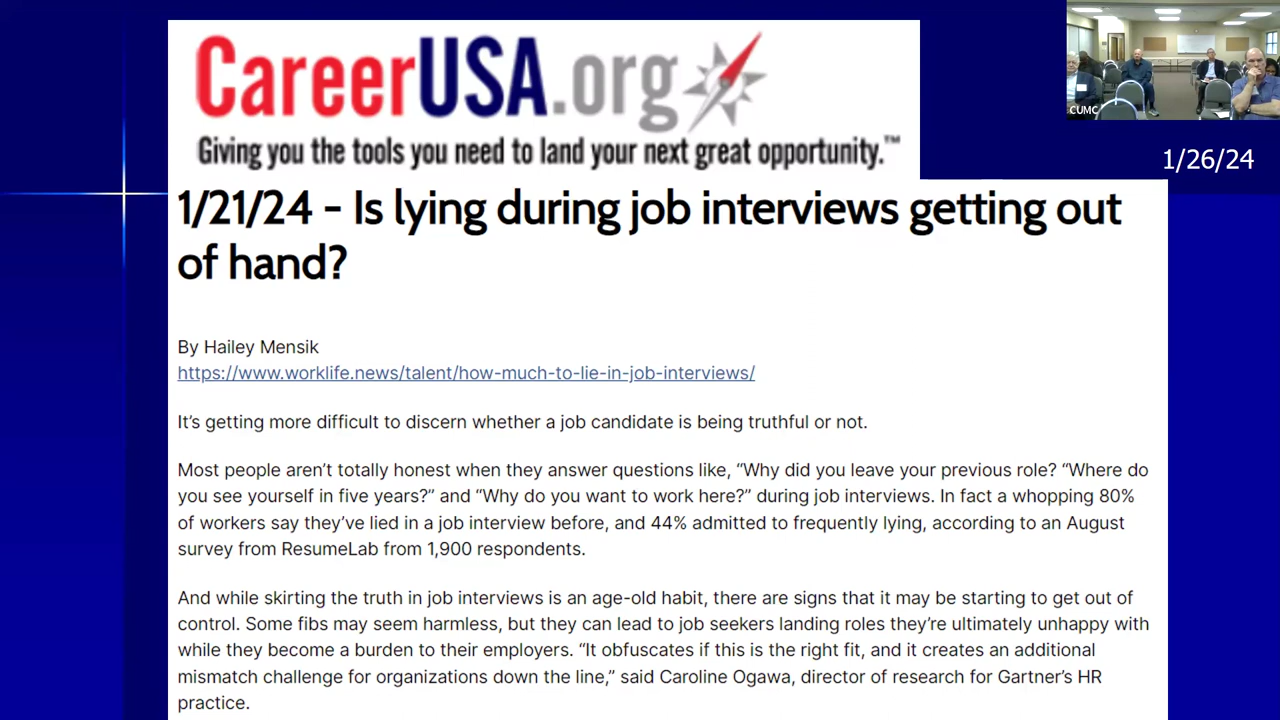 CareerUSA.org
Giving you the tools you need to land your next great opportunity.™
CUMC
1/26/24
1/21/24 - Is lying during job interviews getting out
of hand?
By Hailey Mensik
https://www.worklife.news/talent/how-much-to-lie-in-job-interviews/
It’s getting more difficult to discern whether a job candidate is being truthful or not.
Most people aren’t totally honest when they answer questions like, “Why did you leave your previous role? “Where do
you see yourself in five years?” and “Why do you want to work here?” during job interviews. In fact a whopping 80%
of workers say they’ve lied in a job interview before, and 44% admitted to frequently lying, according to an August
survey from ResumeLab from 1,900 respondents.
And while skirting the truth in job interviews is an age-old habit, there are signs that it may be starting to get out of
control. Some fibs may seem harmless, but they can lead to job seekers landing roles they’re ultimately unhappy with
while they become a burden to their employers. “It obfuscates if this is the right fit, and it creates an additional
mismatch challenge for organizations down the line,” said Caroline Ogawa, director of research for Gartner’s HR
practice.